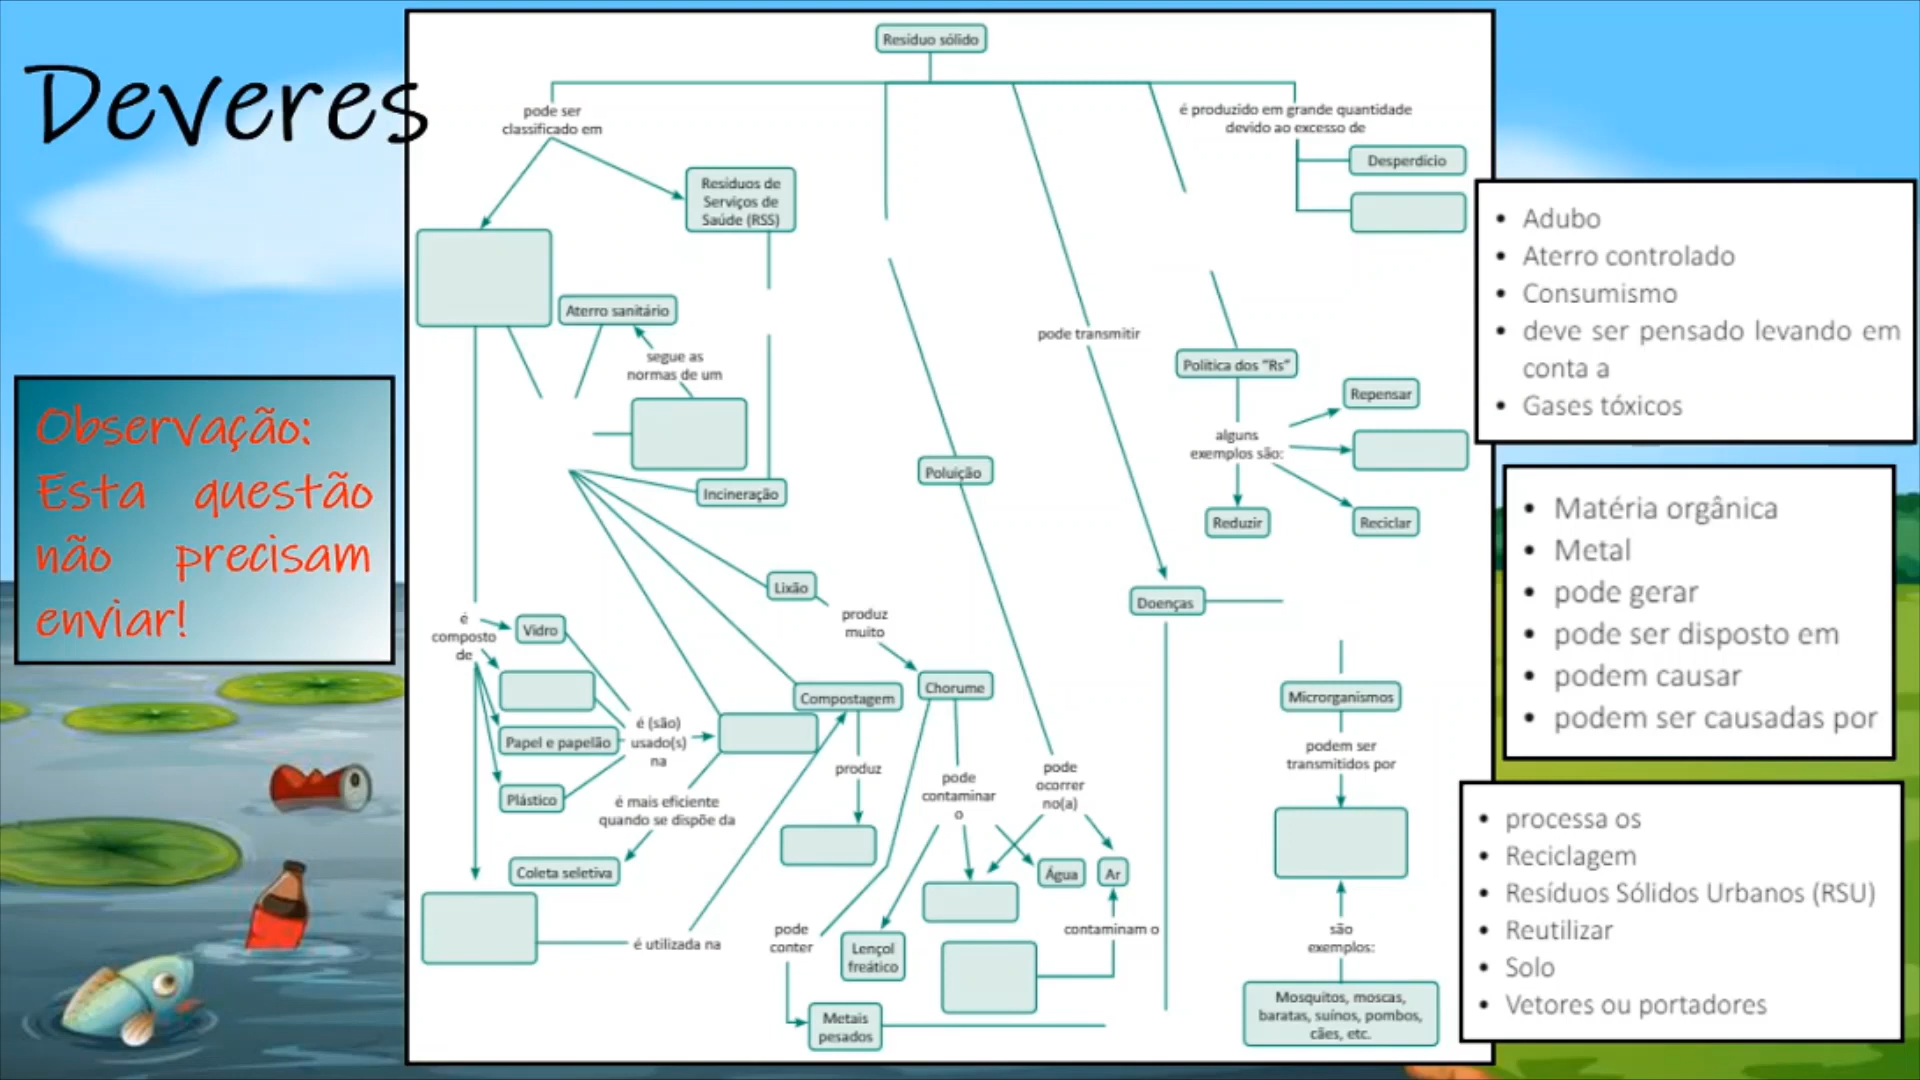 Deveres
Observação:
Esta questão
não precisam
enviar!
Resíduo sólido
pode ser
classificado em
é produzido em grande quantidade
devido ao excesso de
Desperdício
Resíduos de
Serviços de
Saúde (RSS)
Aterro sanitário
segue as
normas de um
pode transmitir
Política dos "Rs"
Repensar
alguns
exemplos são:
Reduzir
Reciclar
Poluição
Incineração
Lixão
produz
muito
Doenças
é
composto
de
Vidro
Papel e papelão
Plástico
é (são)
usado(s)
na
Compostagem
Chorume
Microrganismos
podem ser
transmitidos por
produz
pode
contaminar
o
pode
ocorrer
no(a)
é mais eficiente
quando se dispõe da
Coleta seletiva
Água
Ar
é utilizada na
pode
conter
Lençol
freático
contaminam o
são
exemplos:
Metais
pesados
Mosquitos, moscas,
baratas, suínos, pombos,
cães, etc.
• Adubo
• Aterro controlado
• Consumismo
• deve ser pensado levando em
conta a
• Gases tóxicos
• Matéria orgânica
• Metal
• pode gerar
• pode ser disposto em
• podem causar
• podem ser causadas por
• processa os
• Reciclagem
• Resíduos Sólidos Urbanos (RSU)
• Reutilizar
• Solo
• Vetores ou portadores